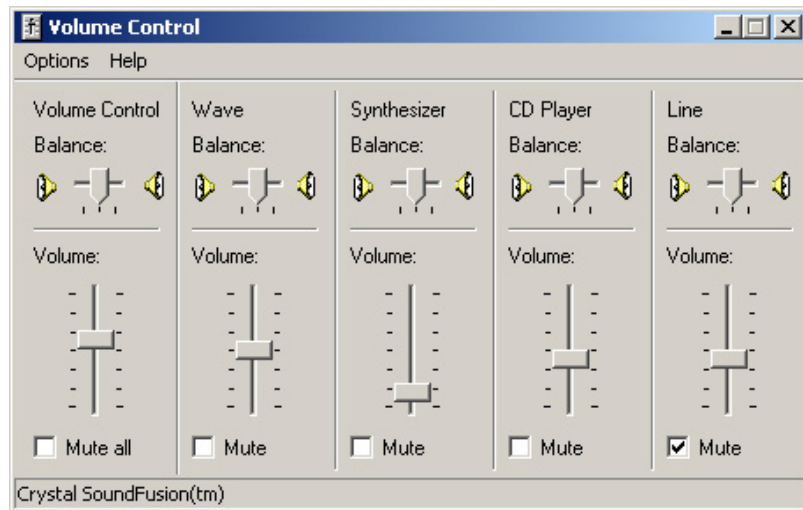 Volume Control
Options Help
Volume Control Wave Synthesizer CD Player Line
Balance: Balance: Balance: Balance: Balance:
Volume: Volume: Volume: Volume: Volume:
Mute all Mute Mute Mute Mute
Crystal SoundFusion(tm)